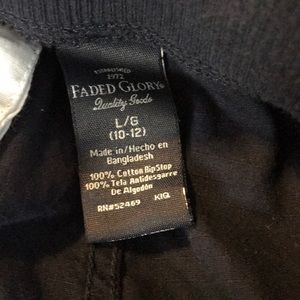 ESTABLISHED
1972
FADED GLORY®
Quality Goods
L/G
(10-12)
Made in/Hecho en
Bangladesh
100% Cotton RipStop
100% Tela Antidesgarre
De Algodón
RN#52469 KIQ